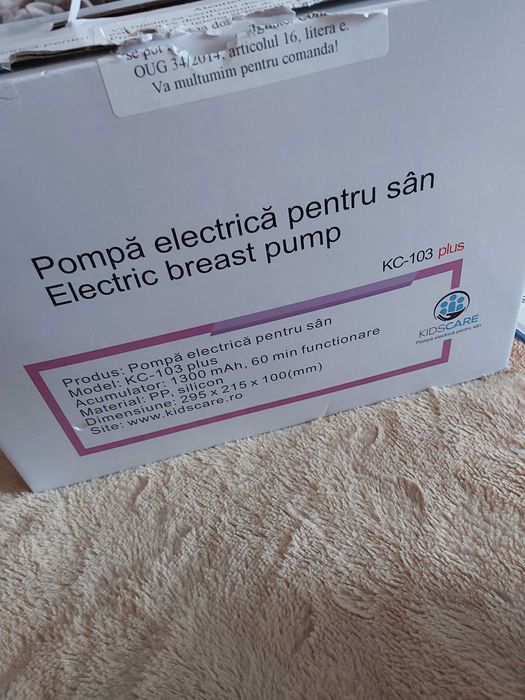 se pot
OUG 34/2014, articolul 16, litera e.
Va multumim pentru comanda!
Pompă electrică pentru sân
Electric breast pump
KC-103 plus
KIDSCARE
Pompă electrică pentru sân
Produs: Pompă electrică pentru sân
Model: KC-103 plus
Acumulator: 1300 mAh, 60 min functionare
Material: PP, silicon
Dimensiune: 295 x 215 x 100(mm)
Site: www.kidscare.ro